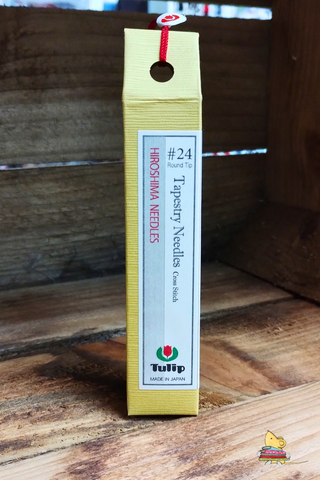 #24
Round Tip
Tapestry Needles Cross Stitch
HIROSHIMA NEEDLES
Tulip
MADE IN JAPAN